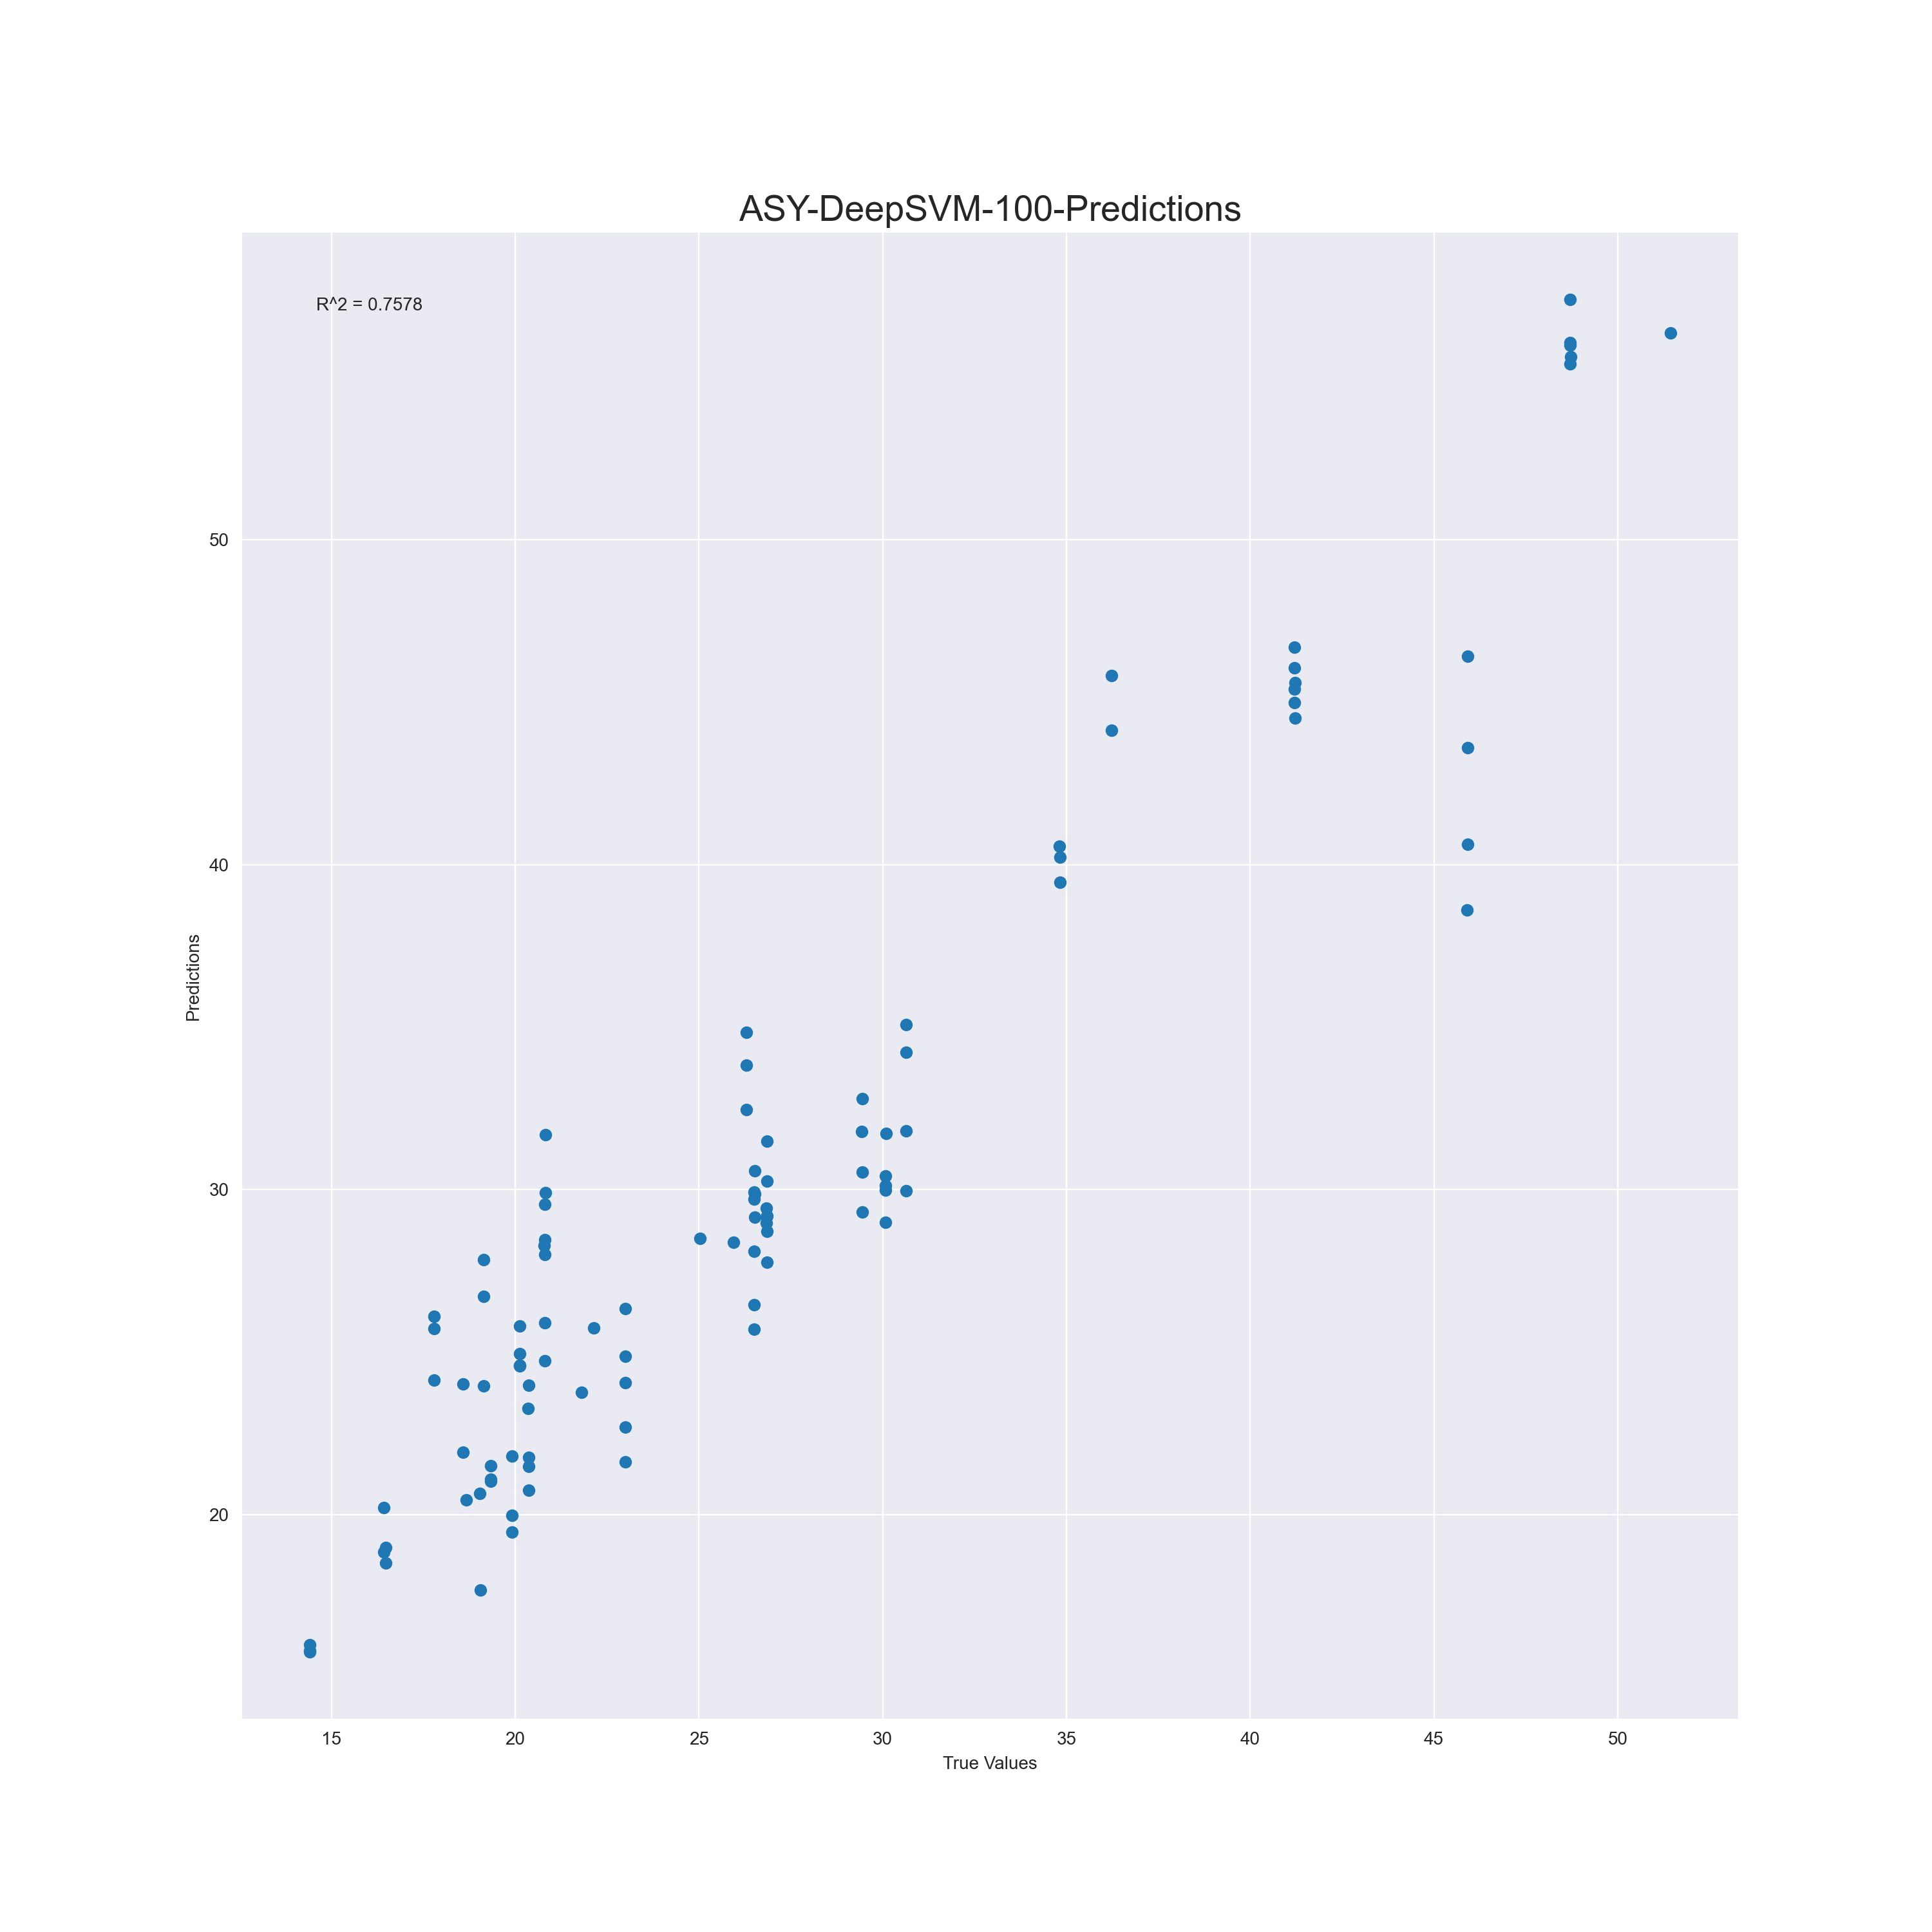 ASY-DeepSVM-100-Predictions
R^2 = 0.7578
50
40
30
20
Predictions
15 20 25 30 35 40 45 50
True Values